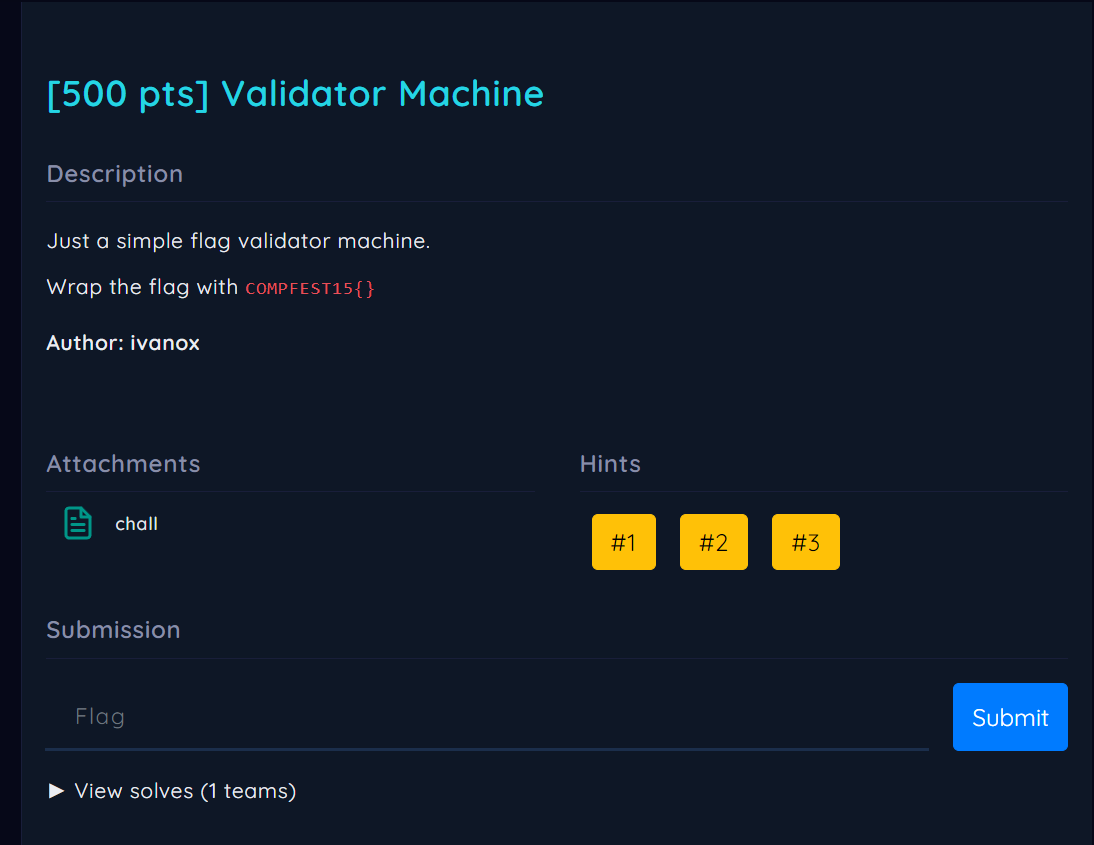 [500 pts] Validator Machine
Description
Just a simple flag validator machine.
Wrap the flag with COMPFEST15{}
Author: ivanox
Attachments
Hints
chall
#1 #2 #3
Submission
Flag
Submit
► View solves (1 teams)